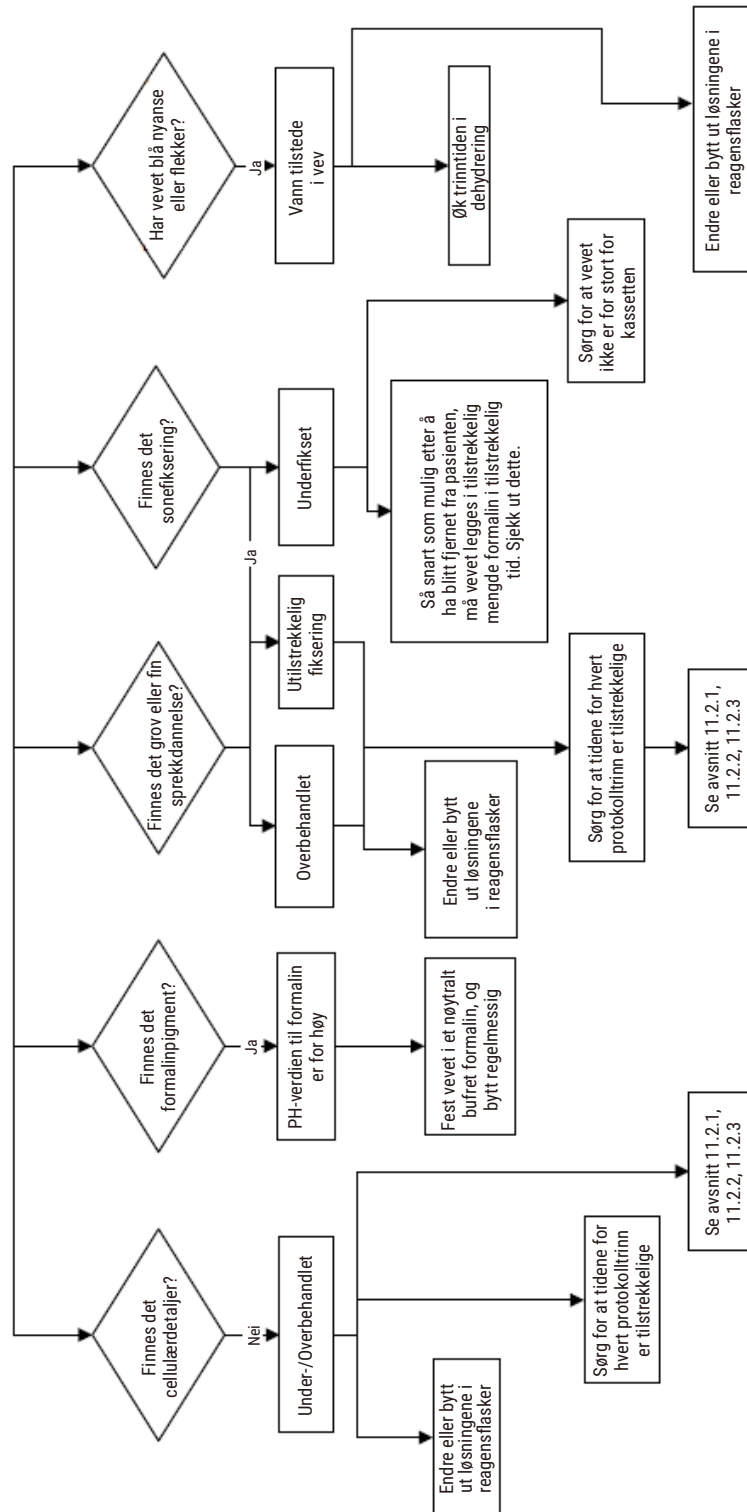 Finnes det
cellulærdetaljer?
Nei
Under-/Overbehandlet
Endre eller bytt
ut løsningene i
reagensflasker
Sørg for at tidene for
hvert protokolltrinn
er tilstrekkelige
Se avsnitt 11.2.1,
11.2.2, 11.2.3
Finnes det
formalinpigment?
Ja
PH-verdien til formalin
er for høy
Fest vevet i et nøytralt
bufret formalin, og
bytt regelmessig
Finnes det grov eller fin
sprekkdannelse?
Finnes det
sonefiksering?
Ja
Overbehandlet
Utilstrekkelig
fiksering
Underfikset
Endre eller bytt
ut løsningene
i reagensflasker
Sørg for at tidene for hvert
protokolltrinn er tilstrekkelige
Se avsnitt 11.2.1,
11.2.2, 11.2.3
Så snart som mulig etter å
ha blitt fjernet fra pasienten,
må vevet legges i tilstrekkelig
mengde formalin i tilstrekkelig
tid. Sjekk ut dette.
Sørg for at vevet
ikke er for stort for
kassetten
Har vevet blå nyanse
eller flekker?
Ja
Vann tilstede
i vev
Øk trinntiden i
dehydrering
Endre eller bytt ut løsningene i
reagensflasker